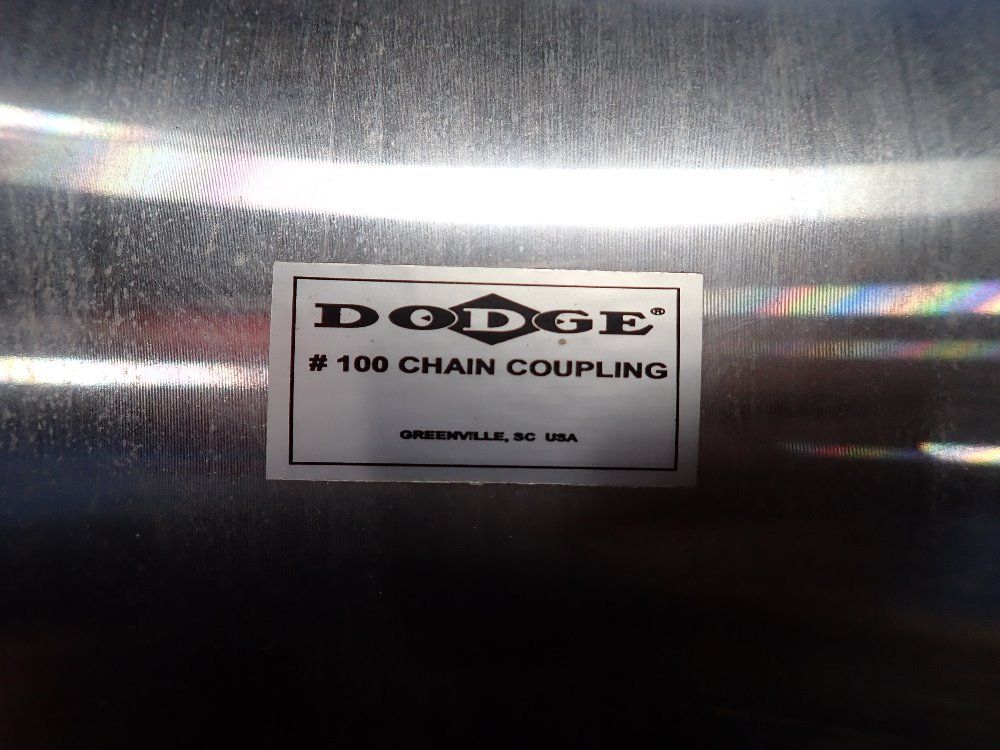 DODGE®
# 100 CHAIN COUPLING
GREENVILLE, SC USA